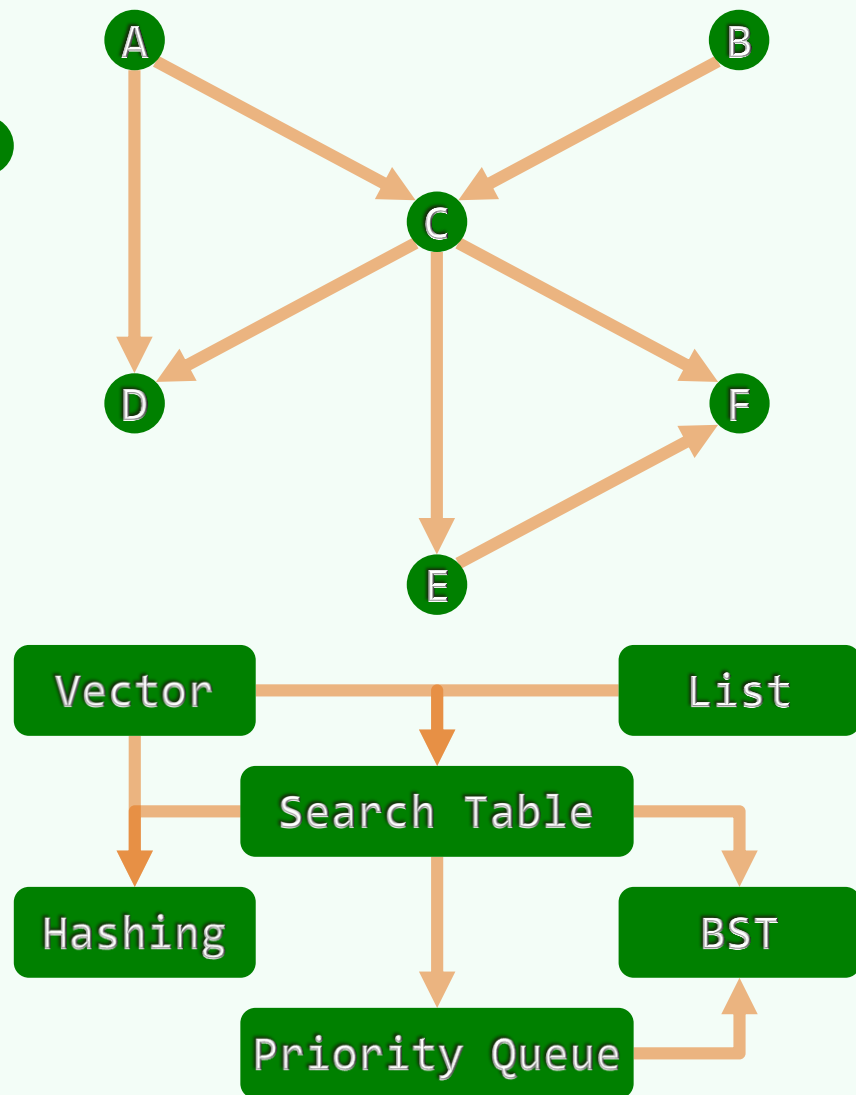 A
B
C
D
F
E
Vector
List
Search Table
Hashing
BST
Priority Queue